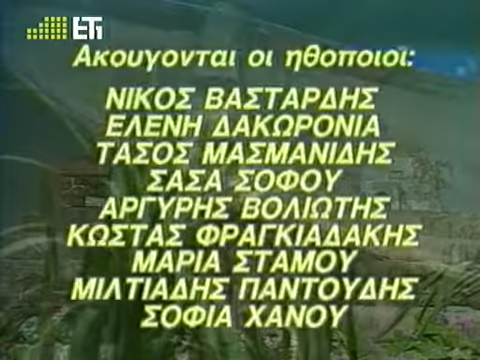 ΕΤ1
Ακουγονται οι ηθοποιοι:
ΝΙΚΟΣ ΒΑΣΤΑΡΔΗΣ
ΕΛΕΝΗ ΔΑΚΩΡΟΝΙΑ
ΤΑΣΟΣ ΜΑΣΜΑΝΙΔΗΣ
ΣΑΣΑ ΣΟΦΟΥ
ΑΡΓΥΡΗΣ ΒΟΛΙΩΤΗΣ
ΚΩΣΤΑΣ ΦΡΑΓΚΙΑΔΑΚΗΣ
ΜΑΡΙΑ ΣΤΑΜΟΥ
ΜΙΛΤΙΑΔΗΣ ΠΑΝΤΟΥΔΗΣ
ΣΟΦΙΑ ΧΑΝΟΥ